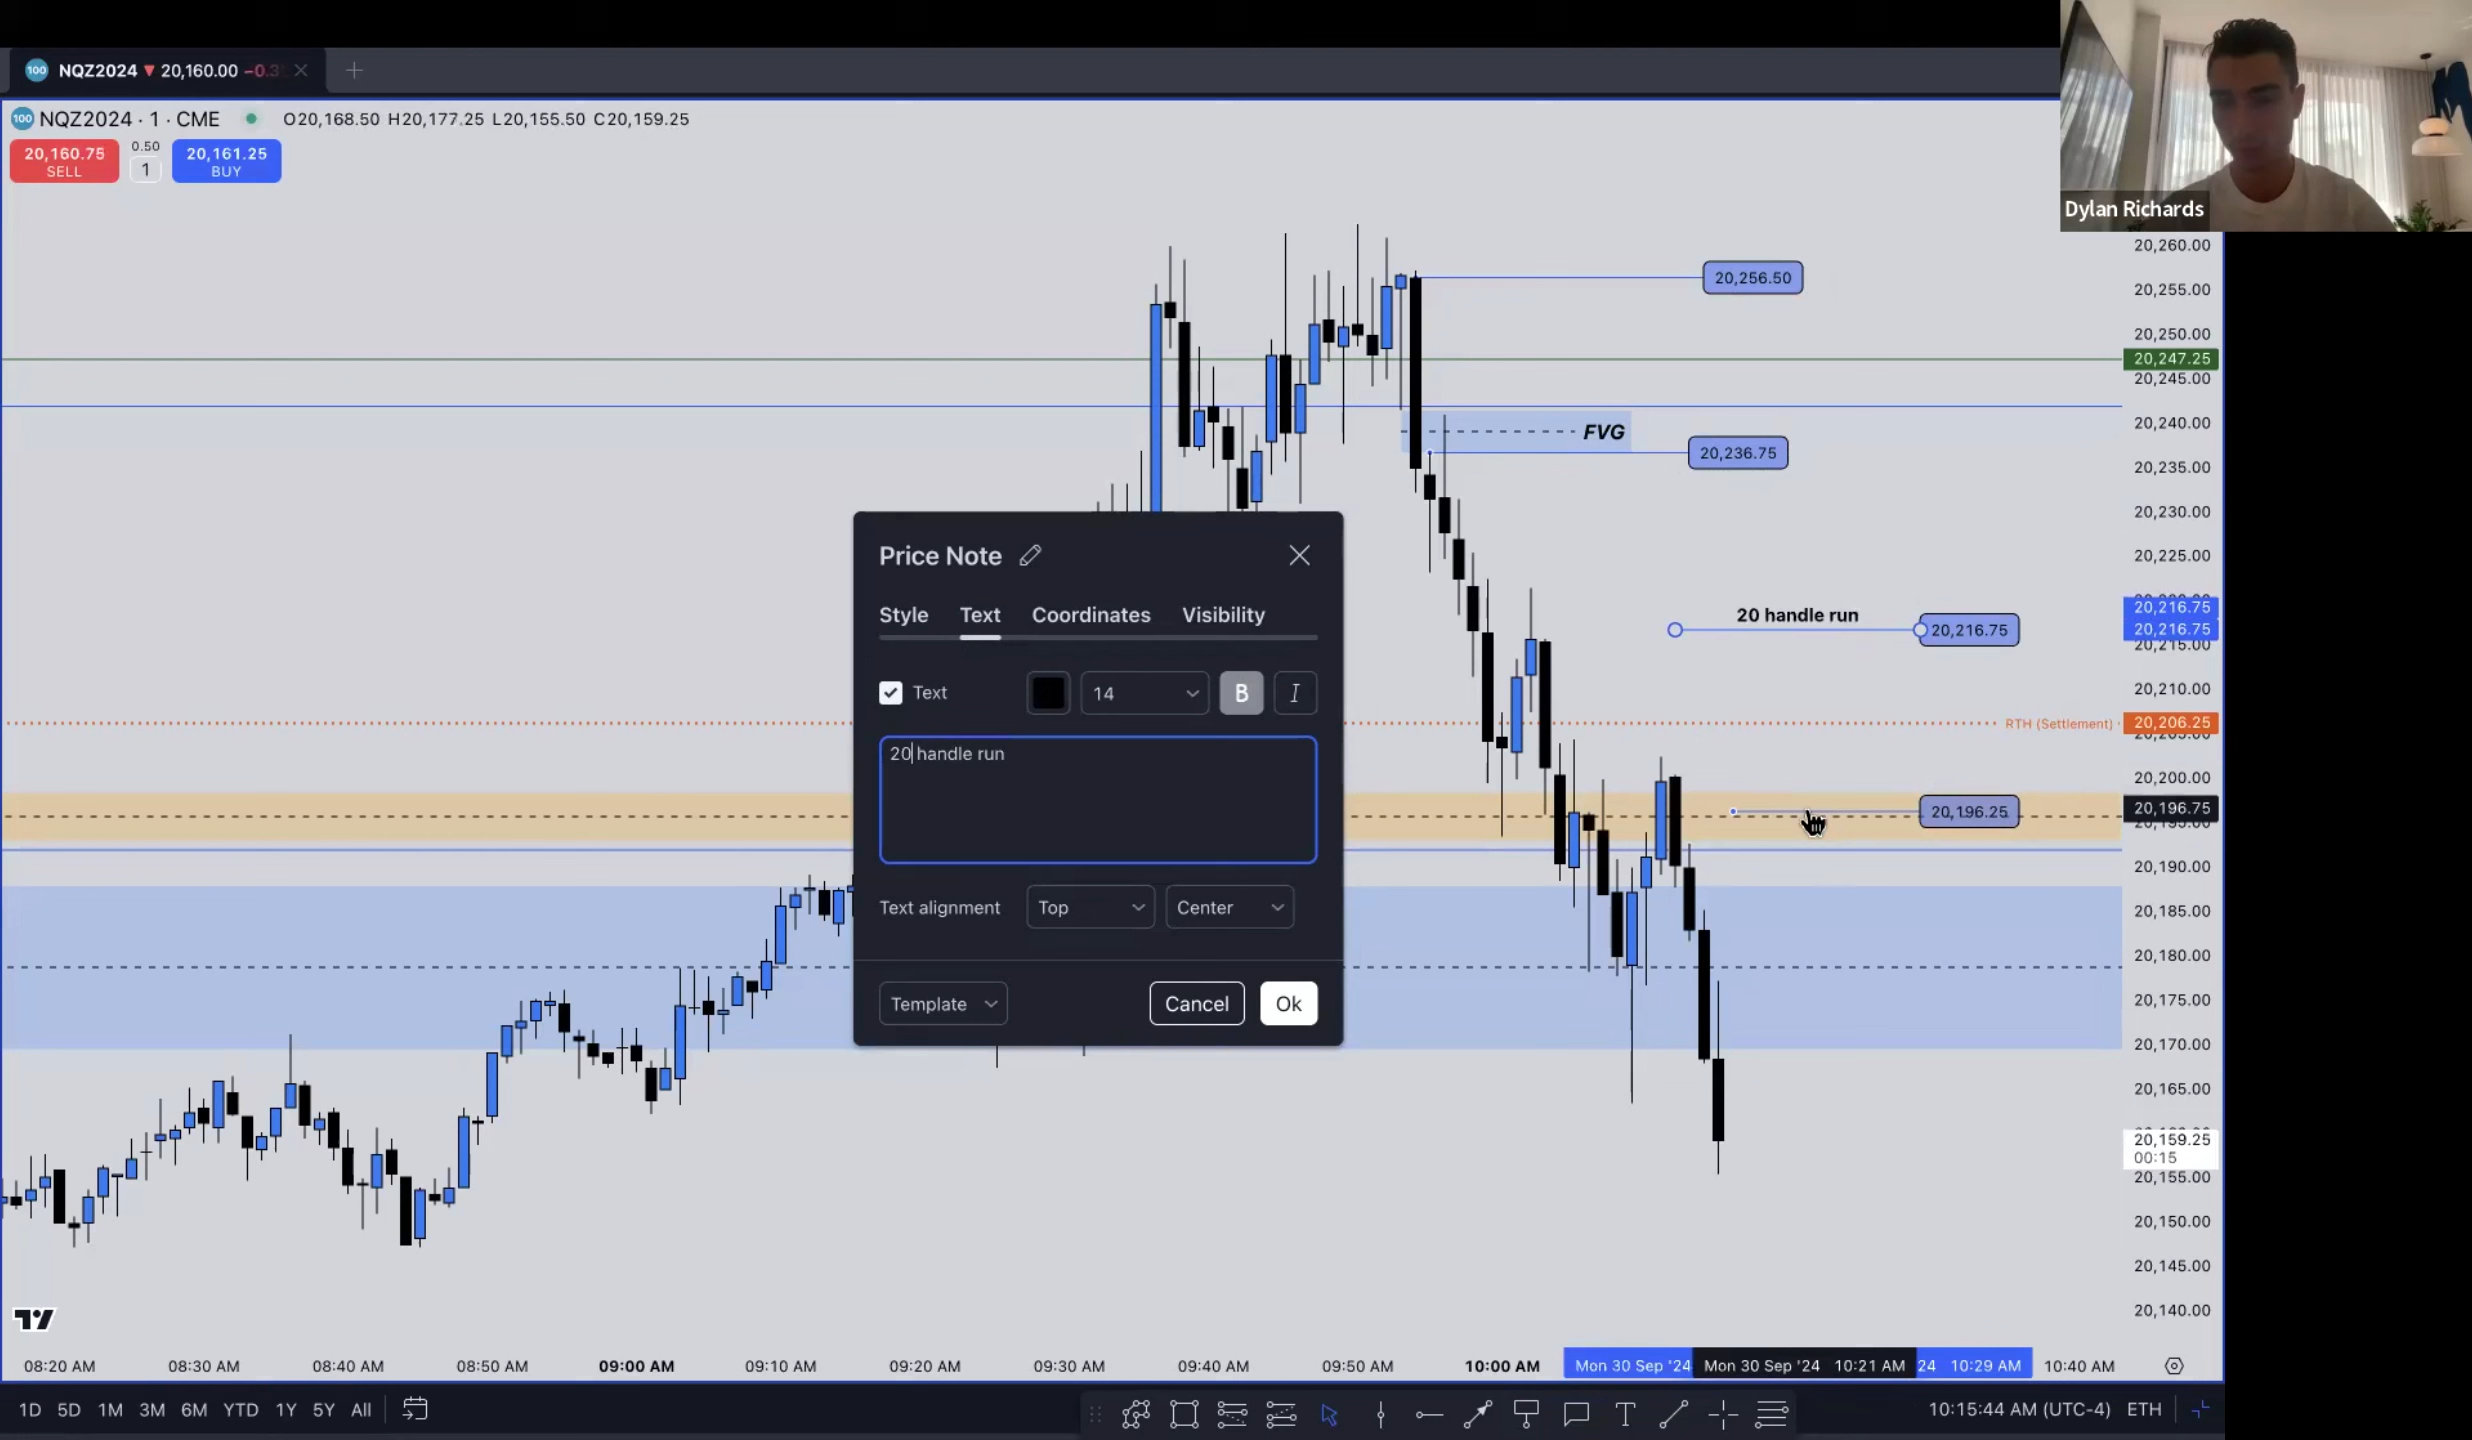 NQZ2024 20,160.00 −0.3
NQZ2024 · 1 · CME O20,168.50 H20,177.25 L20,155.50 C20,159.25
20,160.75 SELL
0.50
1
20,161.25 BUY
Dylan Richards
20,260.00
20,256.50
20,255.00
20,250.00
20,247.25
20,245.00
20,240.00
FVG
20,236.75
20,235.00
20,230.00
20,225.00
20,216.75
20 handle run
20,216.75
20,216.75
20,215.00
20,210.00
RTH (Settlement)
20,206.25
20,200.00
20,196.25
20,196.75
20,190.00
20,185.00
20,180.00
20,175.00
20,170.00
20,165.00
20,159.25
00:15
20,155.00
20,150.00
20,145.00
20,140.00
Price Note
Style Text Coordinates Visibility
Text 14 B I
20 handle run
Text alignment Top Center
Template Cancel Ok
08:20 AM 08:30 AM 08:40 AM 08:50 AM 09:00 AM 09:10 AM 09:20 AM 09:30 AM 09:40 AM 09:50 AM 10:00 AM Mon 30 Sep '24 Mon 30 Sep '24 10:21 AM 24 10:29 AM 10:40 AM
1D 5D 1M 3M 6M YTD 1Y 5Y All 10:15:44 AM (UTC-4) ETH